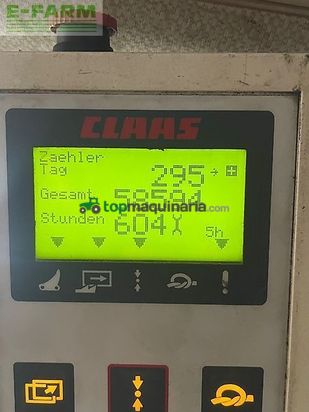 E-FARM
CLAAS
Zaehler
Tag 295
Gesamt
topmaquinaria.com
Stunden 604
5h